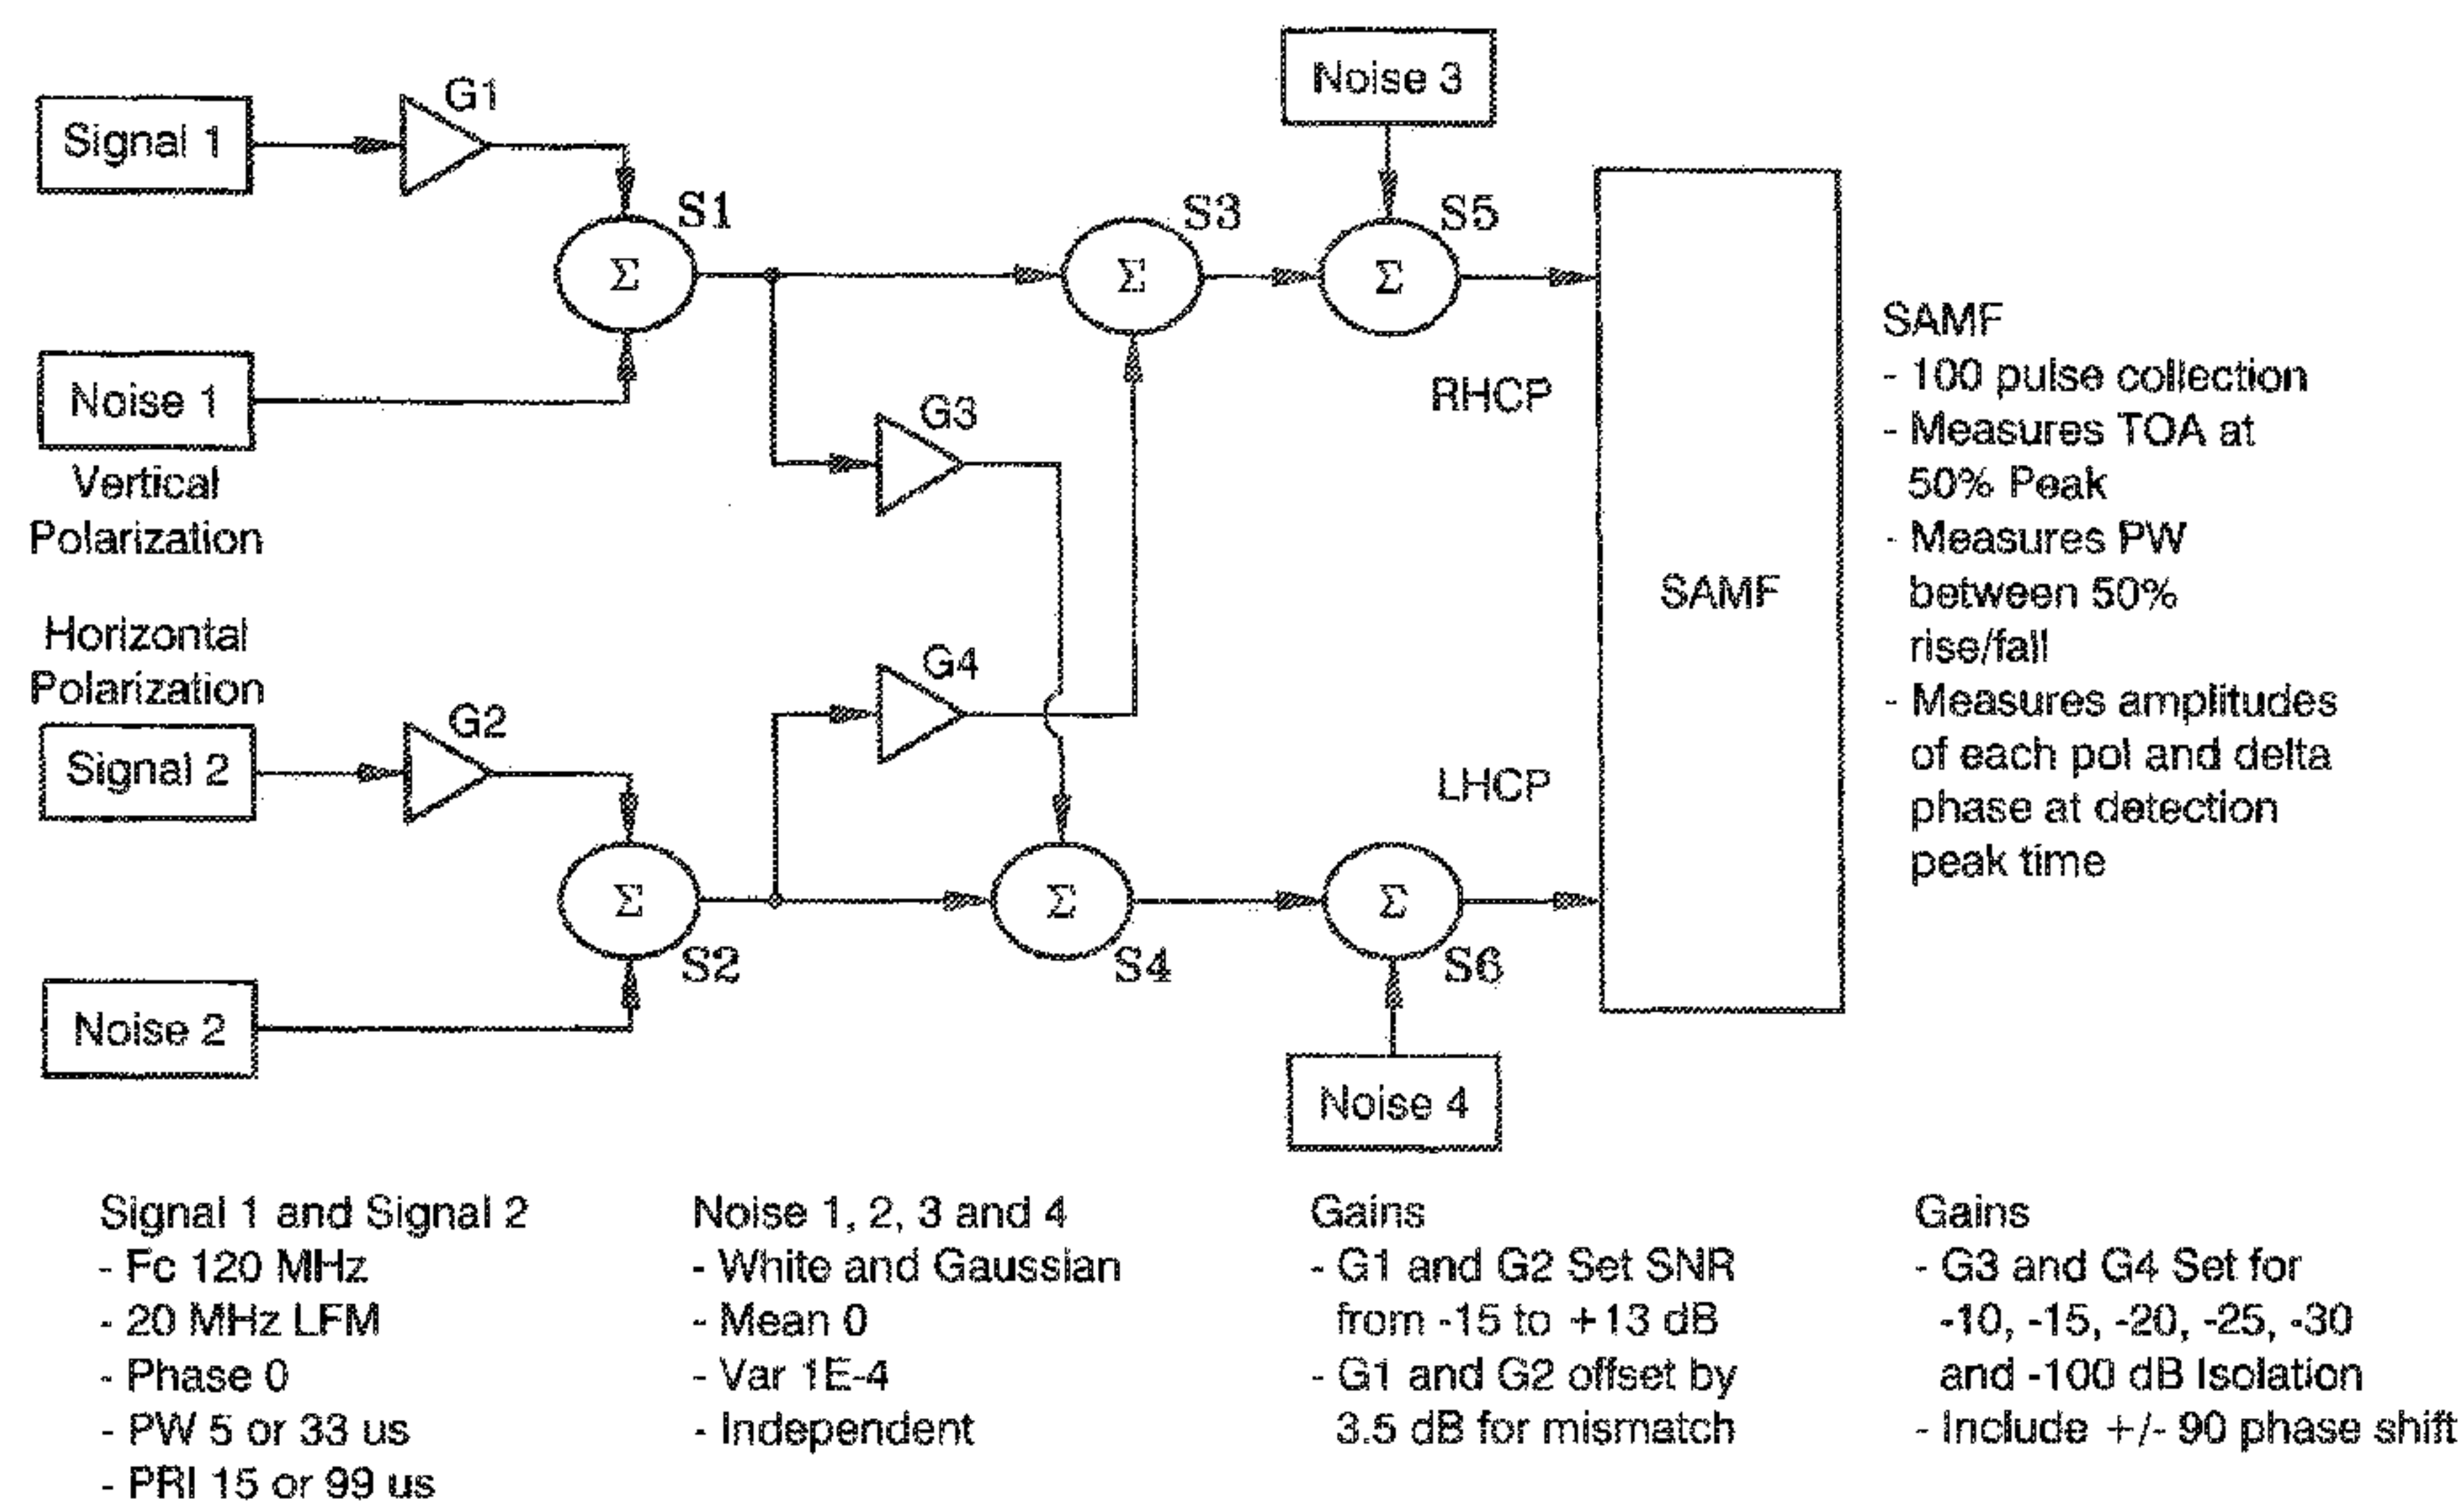 Noise 3
G1
Signal 1
S1
S3
S5
Σ
Σ
Σ
Noise 1
Vertical
Polarization
G3
RHCP
SAMF
- 100 pulse collection
- Measures TOA at
50% Peak
- Measures PW
between 50%
rise/fall
- Measures amplitudes
of each pol and delta
phase at detection
peak time
SAMF
Horizontal
Polarization
G4
G2
Signal 2
LHCP
Σ
Σ
Σ
S2
S4
S6
Noise 2
Noise 4
Signal 1 and Signal 2
- Fc 120 MHz
- 20 MHz LFM
- Phase 0
- PW 5 or 33 us
- PRI 15 or 99 us
Noise 1, 2, 3 and 4
- White and Gaussian
- Mean 0
- Var 1E-4
- Independent
Gains
- G1 and G2 Set SNR
from -15 to +13 dB
- G1 and G2 offset by
3.5 dB for mismatch
Gains
- G3 and G4 Set for
-10, -15, -20, -25, -30
and -100 dB Isolation
- Include +/- 90 phase shift